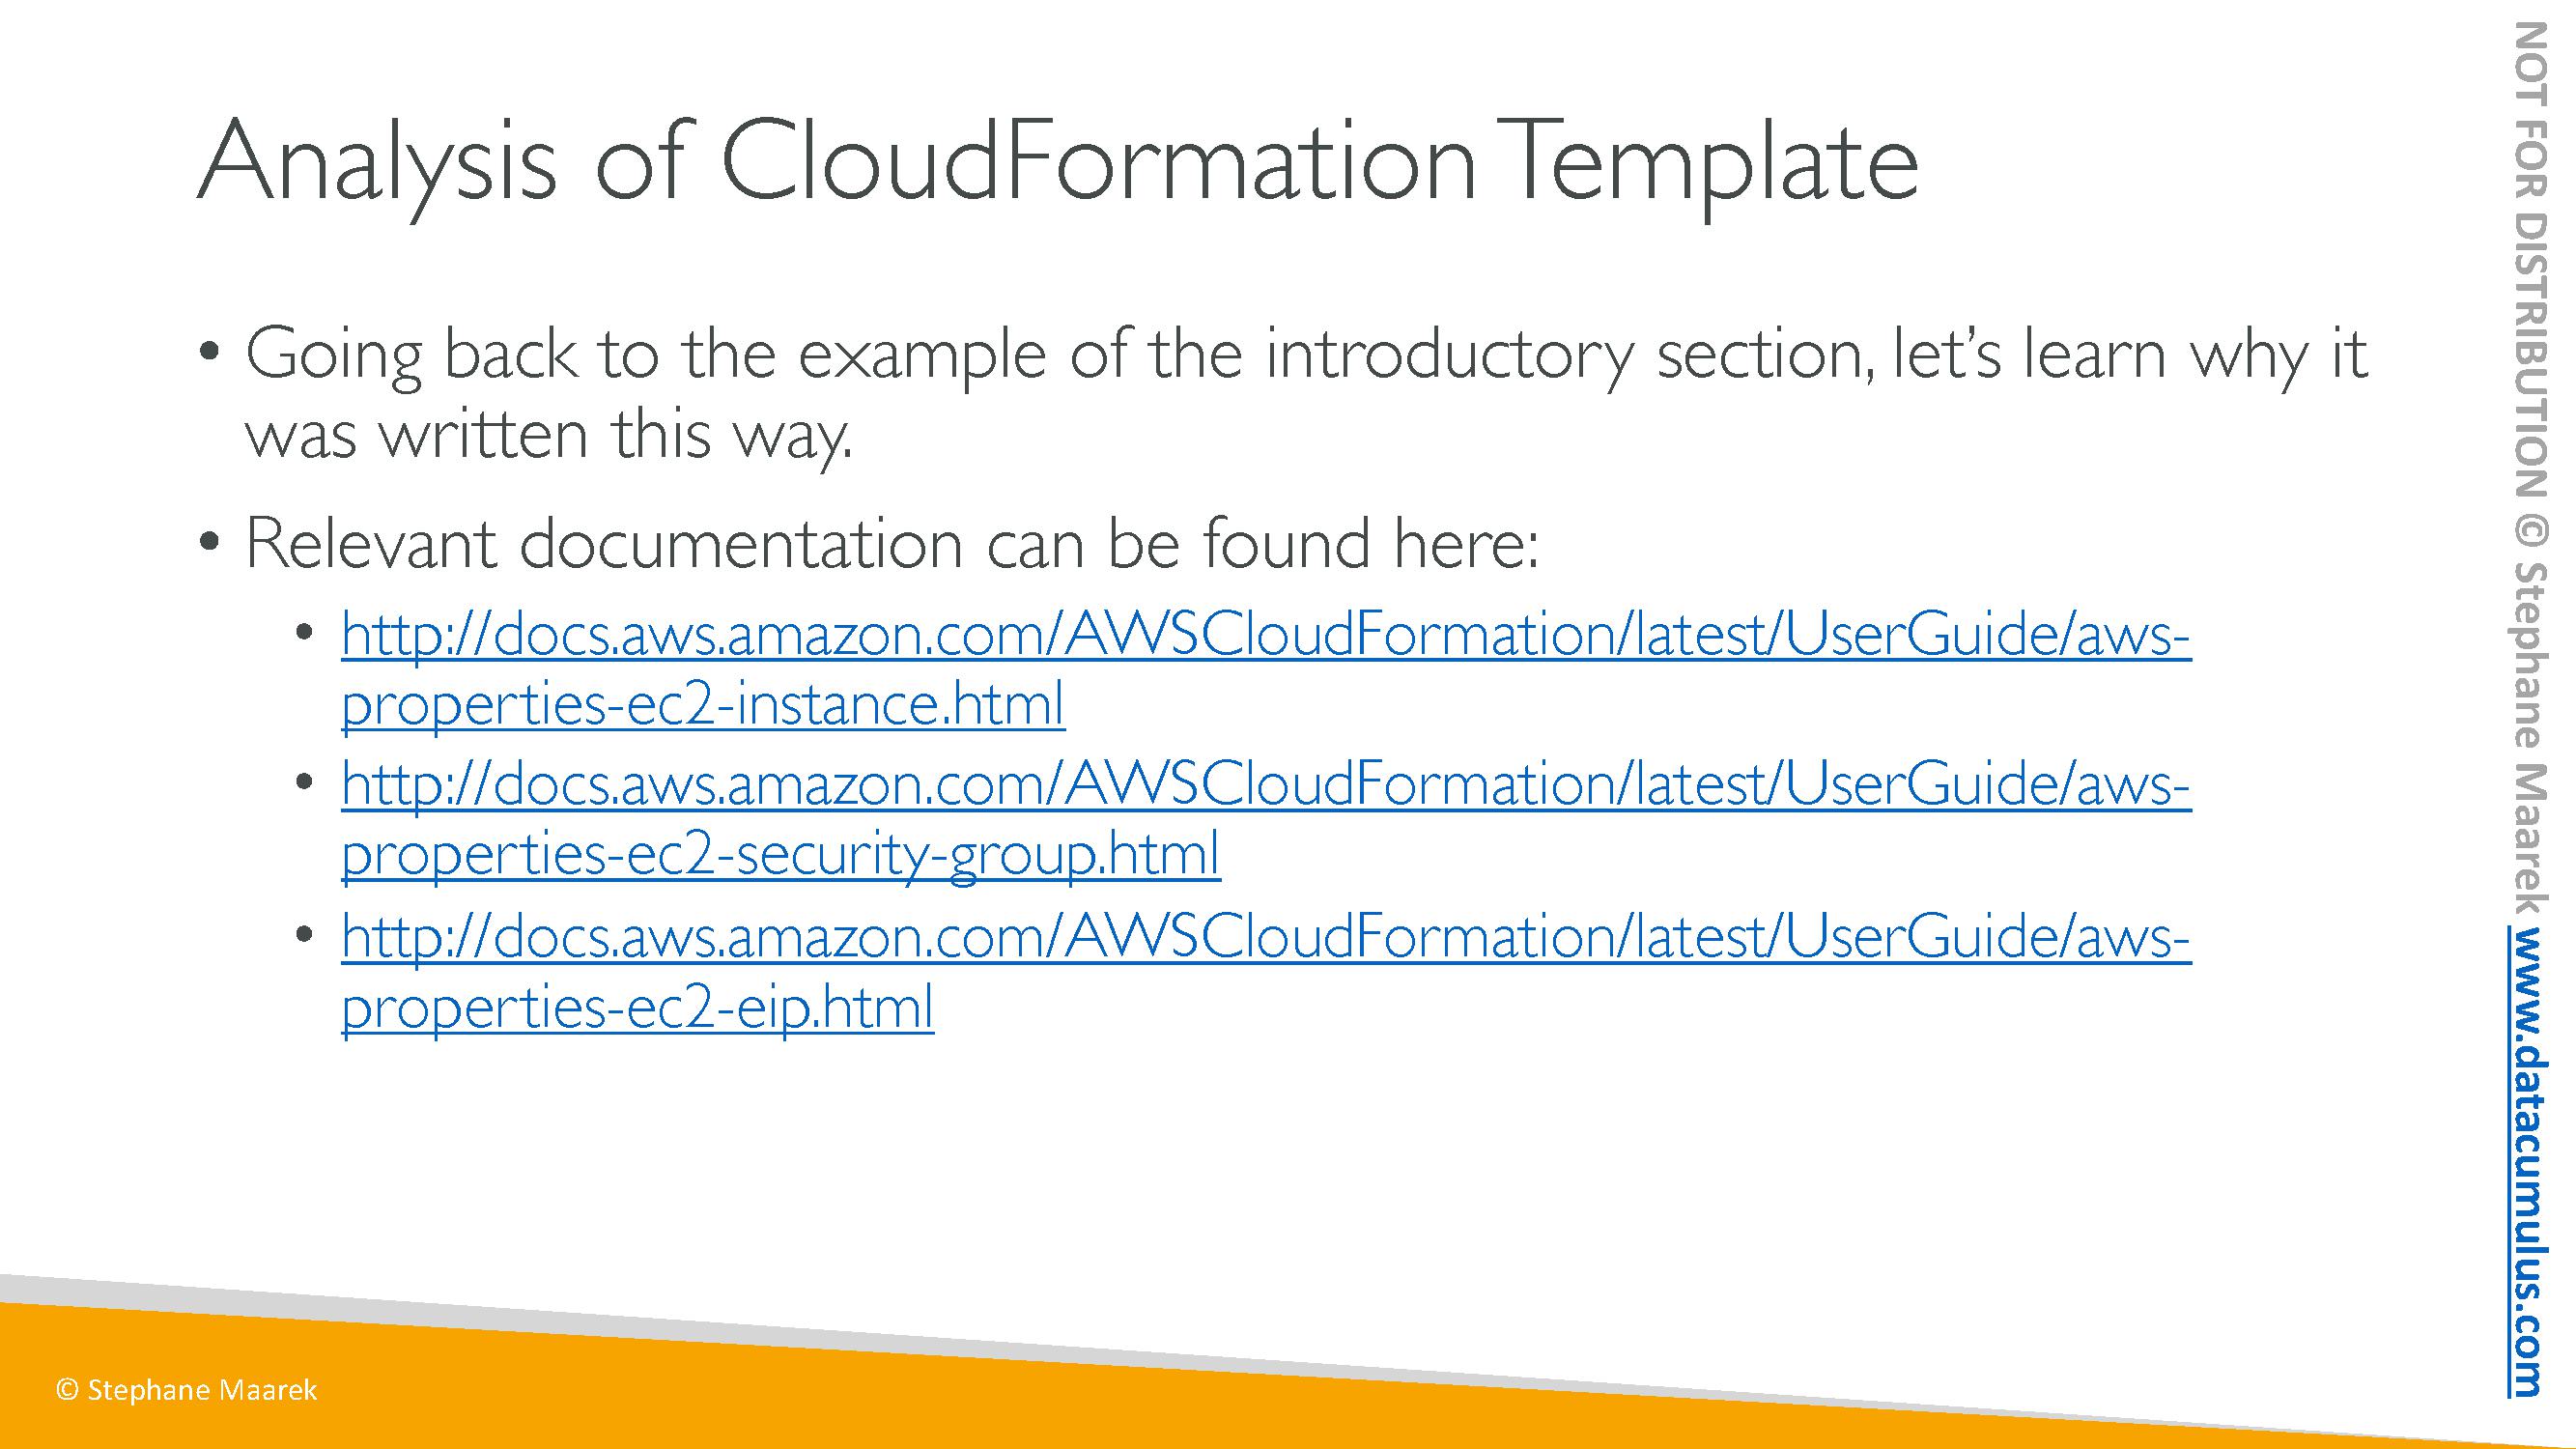 Analysis of CloudFormation Template
• Going back to the example of the introductory section, let’s learn why it
was written this way.
• Relevant documentation can be found here:
• http://docs.aws.amazon.com/AWSCloudFormation/latest/UserGuide/aws-
properties-ec2-instance.html
• http://docs.aws.amazon.com/AWSCloudFormation/latest/UserGuide/aws-
properties-ec2-security-group.html
• http://docs.aws.amazon.com/AWSCloudFormation/latest/UserGuide/aws-
properties-ec2-eip.html
© Stephane Maarek
NOT FOR DISTRIBUTION © Stephane Maarek www.datacumulus.com